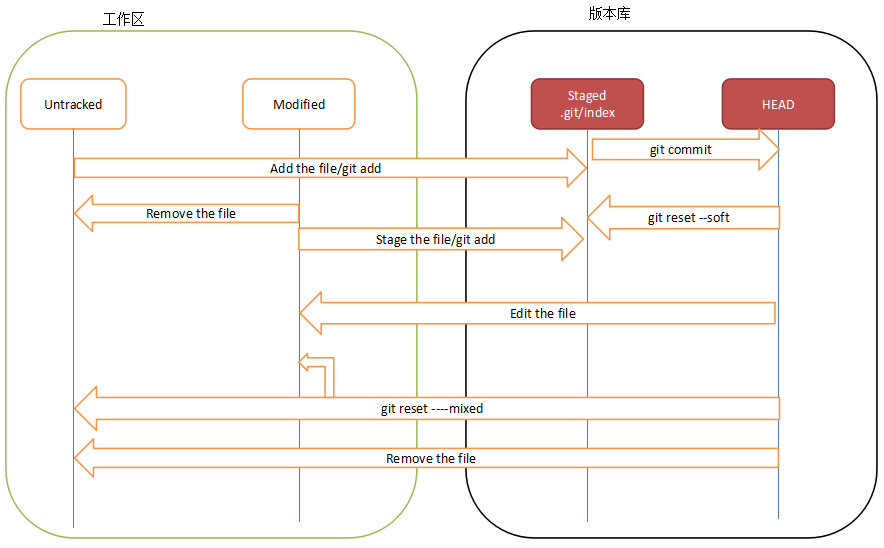 工作区
版本库
Untracked
Modified
Staged
.git/index
HEAD
git commit
Add the file/git add
Remove the file
git reset --soft
Stage the file/git add
Edit the file
git reset ----mixed
Remove the file